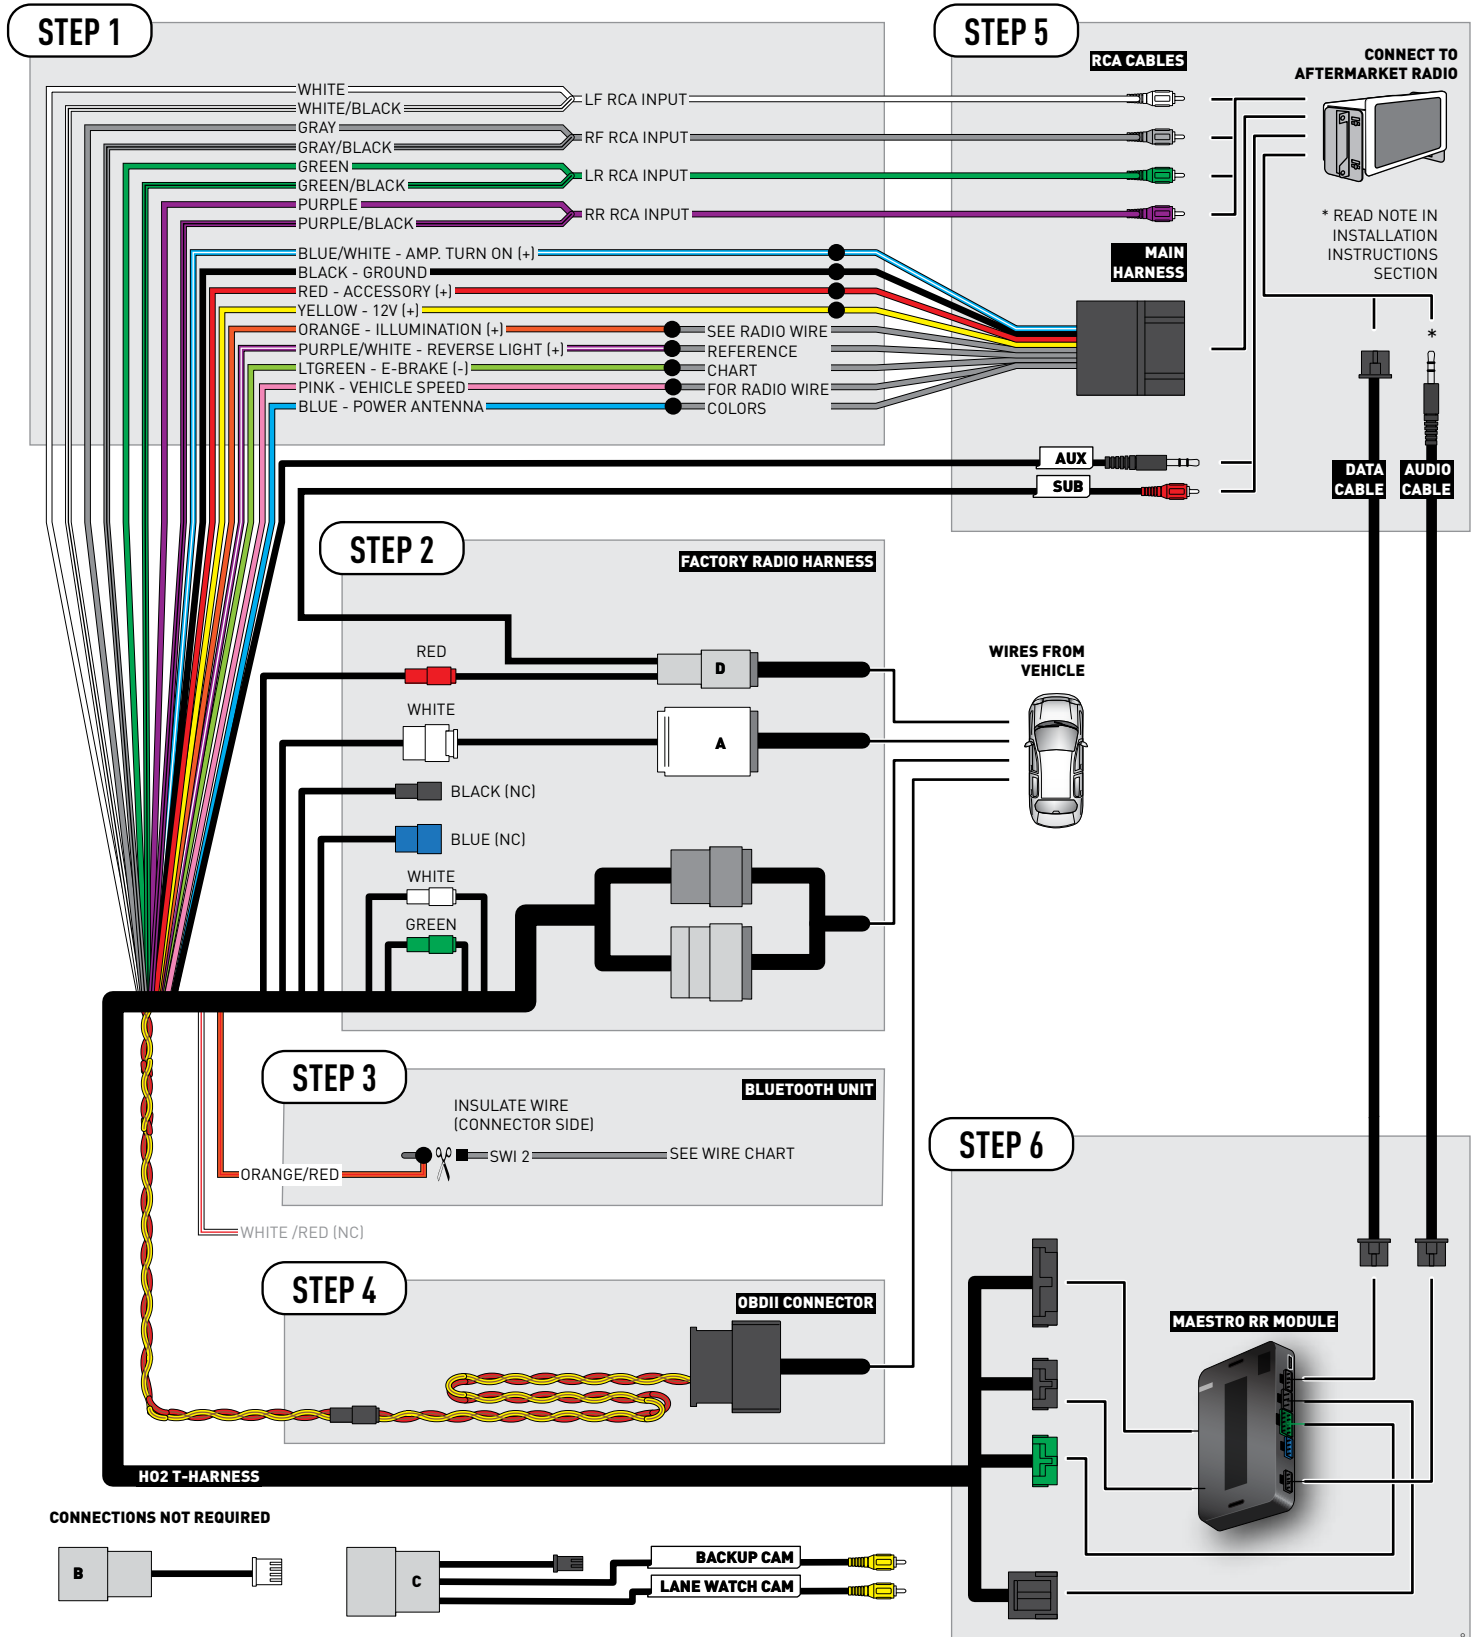 STEP 1
WHITE
WHITE/BLACK
LF RCA INPUT
GRAY
GRAY/BLACK
RF RCA INPUT
GREEN
GREEN/BLACK
LR RCA INPUT
PURPLE
PURPLE/BLACK
RR RCA INPUT
BLUE/WHITE - AMP. TURN ON (+)
BLACK - GROUND
RED - ACCESSORY (+)
YELLOW - 12V (+)
ORANGE - ILLUMINATION (+)
PURPLE/WHITE - REVERSE LIGHT (+)
LTGREEN - E-BRAKE (-)
PINK - VEHICLE SPEED
BLUE - POWER ANTENNA
SEE RADIO WIRE
REFERENCE
CHART
FOR RADIO WIRE
COLORS
STEP 5
RCA CABLES
CONNECT TO
AFTERMARKET RADIO
* READ NOTE IN
INSTALLATION
INSTRUCTIONS
SECTION
MAIN
HARNESS
*
AUX
SUB
DATA
CABLE
AUDIO
CABLE
STEP 2
FACTORY RADIO HARNESS
RED
D
WHITE
A
BLACK (NC)
BLUE (NC)
WHITE
GREEN
WIRES FROM
VEHICLE
STEP 3
BLUETOOTH UNIT
INSULATE WIRE
(CONNECTOR SIDE)
SWI 2
SEE WIRE CHART
ORANGE/RED
WHITE /RED (NC)
STEP 4
OBDII CONNECTOR
HO2 T-HARNESS
STEP 6
MAESTRO RR MODULE
CONNECTIONS NOT REQUIRED
B
C
BACKUP CAM
LANE WATCH CAM